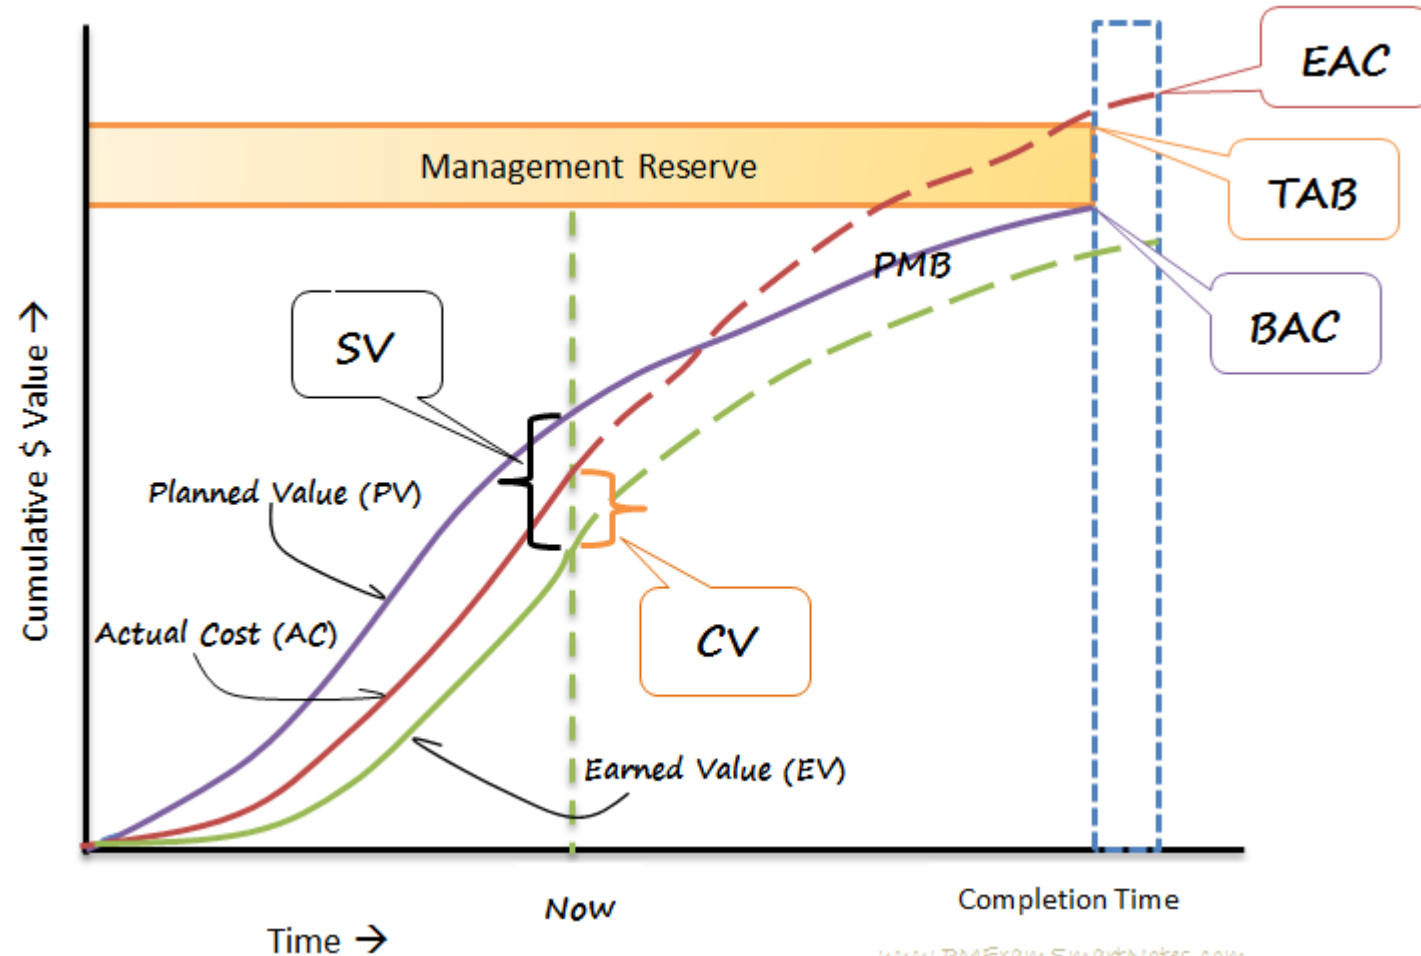 EAC
Management Reserve
TAB
PMB
BAC
SV
Cumulative $ Value →
Planned Value (PV)
Actual Cost (AC)
CV
Earned Value (EV)
Now
Completion Time
Time →